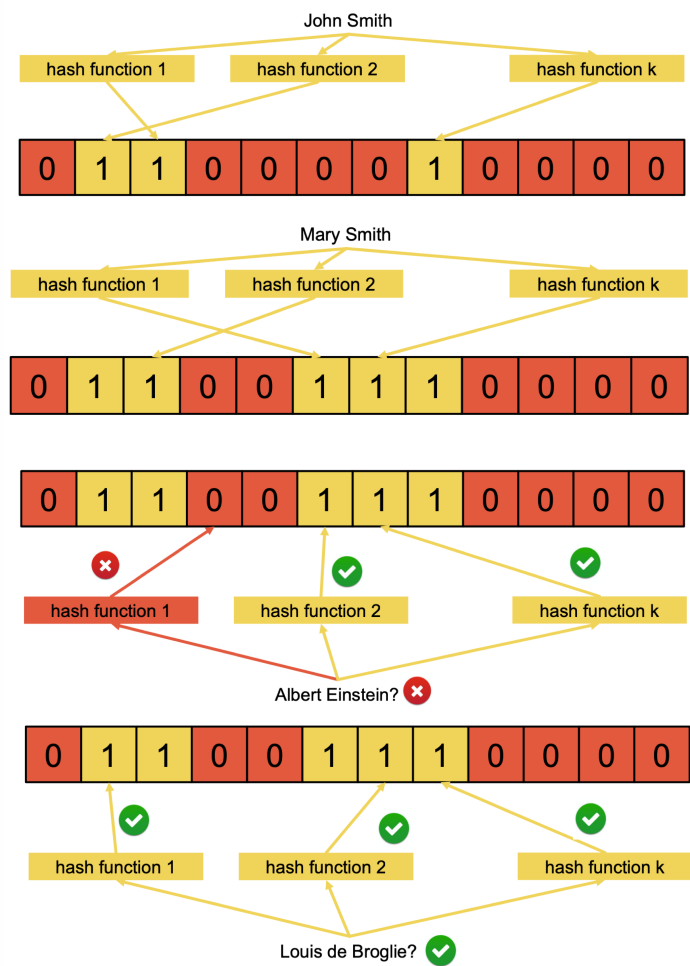 John Smith
hash function 1 hash function 2 hash function k
0 1 1 0 0 0 0 1 0 0 0 0
Mary Smith
hash function 1 hash function 2 hash function k
0 1 1 0 0 1 1 1 0 0 0 0
0 1 1 0 0 1 1 1 0 0 0 0
hash function 1 hash function 2 hash function k
Albert Einstein?
0 1 1 0 0 1 1 1 0 0 0 0
hash function 1 hash function 2 hash function k
Louis de Broglie?